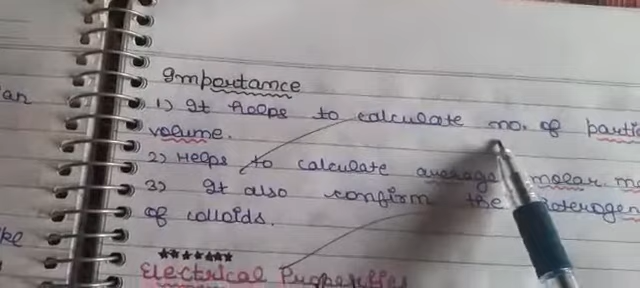 Importance
1) It helps to calculate no. of
volume.
2) Helps to calculate average molar
3) It also confirm the
of colloids.
Electrical Properties